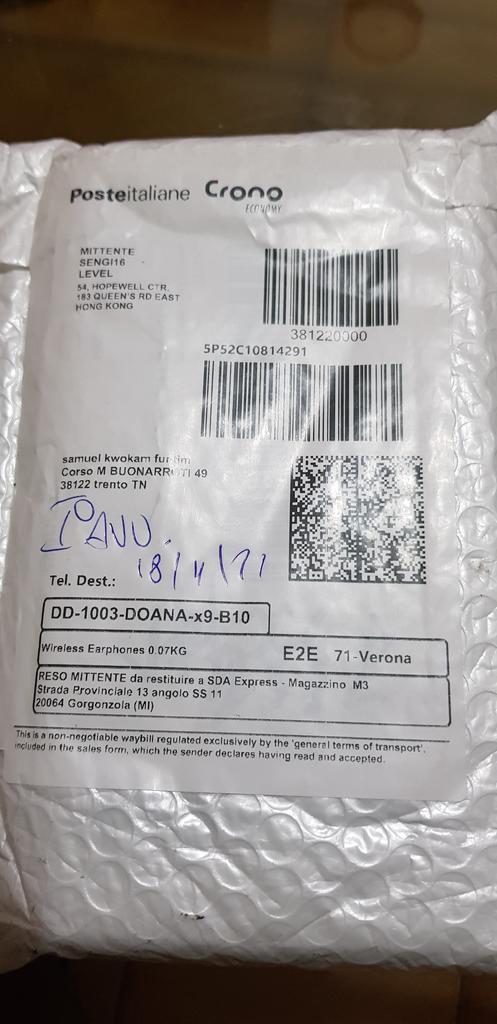 Posteitaliane Crono
ECONOMY
MITTENTE
SENGI16
LEVEL
54, HOPEWELL CTR,
183 QUEEN'S RD EAST
HONG KONG
381220000
5P52C10814291
samuel kwokam
Corso M 49
38122 trento TN
I° AVV.
18/11/21
Tel. Dest.:
DD-1003-DOANA-x9-B10
Wireless Earphones 0.07KG E2E 71-Verona
RESO MITTENTE da restituire a SDA Express - Magazzino M3
Strada Provinciale 13 angolo SS 11
20064 Gorgonzola (MI)
This is a non-negotiable waybill regulated exclusively by the 'general terms of transport',
included in the sales form, which the sender declares having read and accepted.